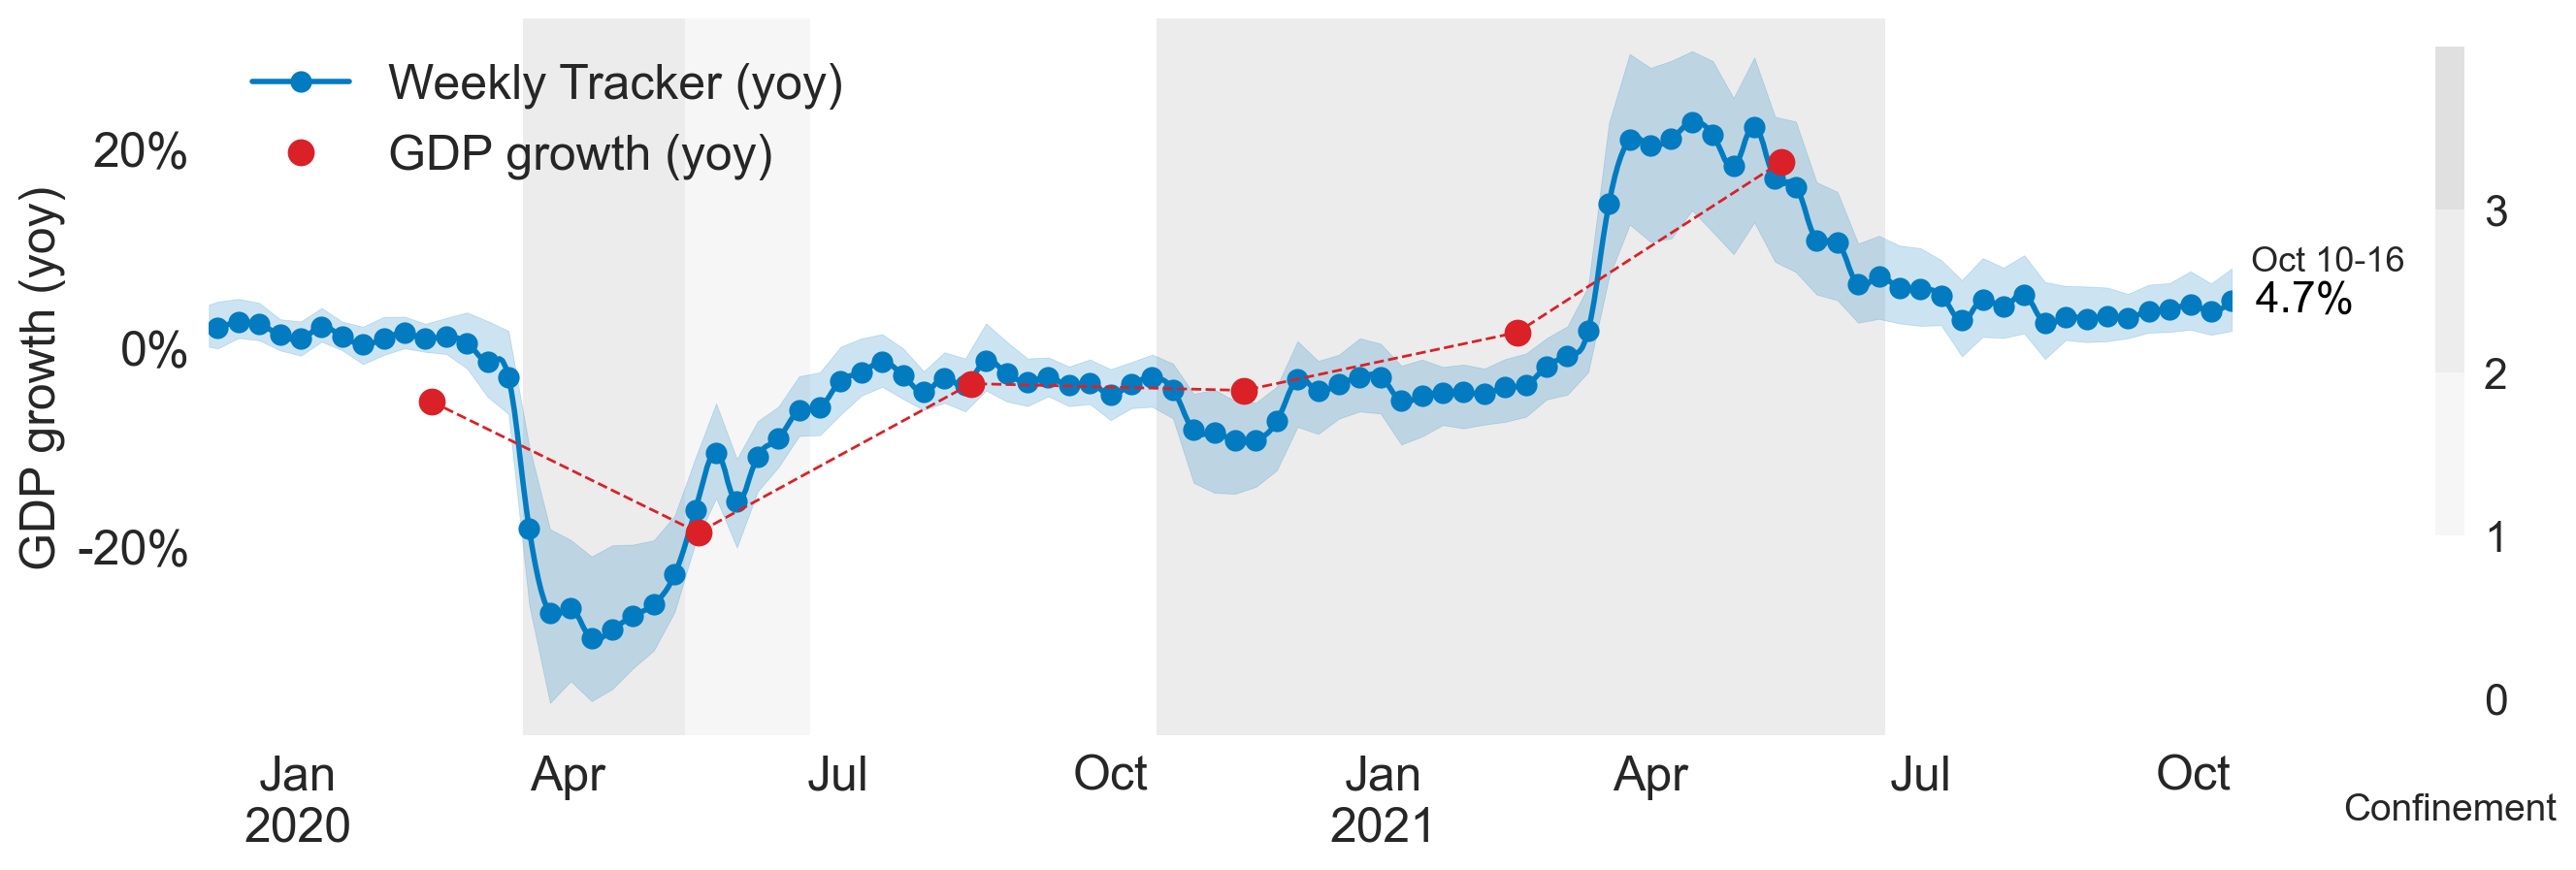 Weekly Tracker (yoy)
GDP growth (yoy)
GDP growth (yoy)
20%
0%
-20%
Jan
2020
Apr
Jul
Oct
Jan
2021
Apr
Jul
Oct
Oct 10-16
4.7%
3
2
1
0
Confinement